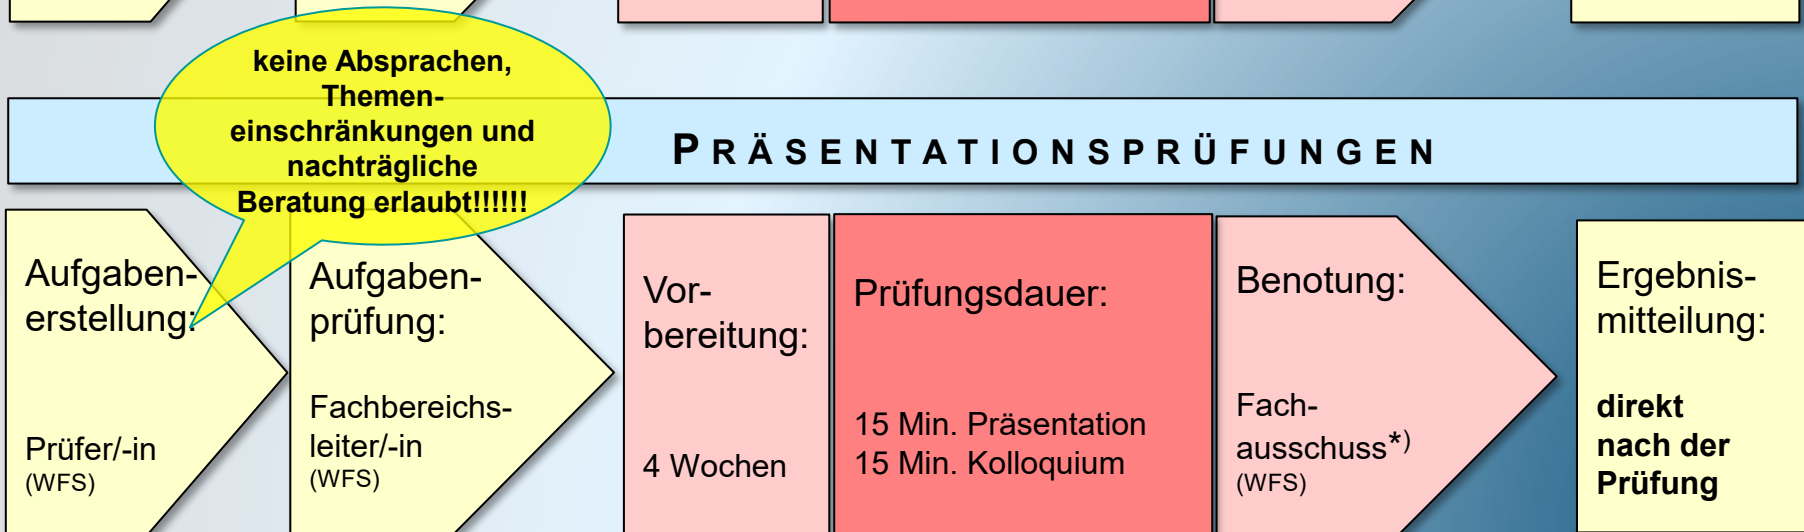 keine Absprachen,
Themen-
einschränkungen und
nachträgliche
Beratung erlaubt!!!!!!
PRÄSENTATIONSPRÜFUNGEN
Aufgaben-
erstellung:
Prüfer/-in
(WFS)
Aufgaben-
prüfung:
Fachbereichs-
leiter/-in
(WFS)
Vor-
bereitung:
4 Wochen
Prüfungsdauer:
15 Min. Präsentation
15 Min. Kolloquium
Benotung:
Fach-
ausschuss*)
(WFS)
Ergebnis-
mitteilung:
direkt
nach der
Prüfung